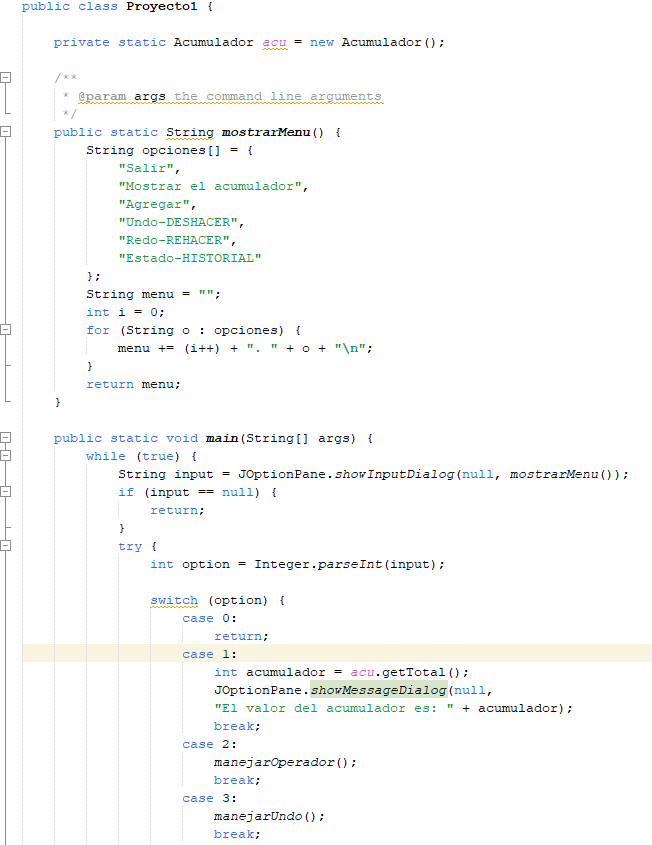 public class Proyecto1 {
private static Acumulador acu = new Acumulador();
/**
* @param args the command line arguments
*/
public static String mostrarMenu() {
String opciones[] = {
"Salir",
"Mostrar el acumulador",
"Agregar",
"Undo-DESHACER",
"Redo-REHACER",
"Estado-HISTORIAL"
};
String menu = "";
int i = 0;
for (String o : opciones) {
menu += (i++) + ". " + o + "\n";
}
return menu;
}
public static void main(String[] args) {
while (true) {
String input = JOptionPane.showInputDialog(null, mostrarMenu());
if (input == null) {
return;
}
try {
int option = Integer.parseInt(input);
switch (option) {
case 0:
return;
case 1:
int acumulador = acu.getTotal();
JOptionPane.showMessageDialog(null,
"El valor del acumulador es: " + acumulador);
break;
case 2:
manejarOperador();
break;
case 3:
manejarUndo();
break;